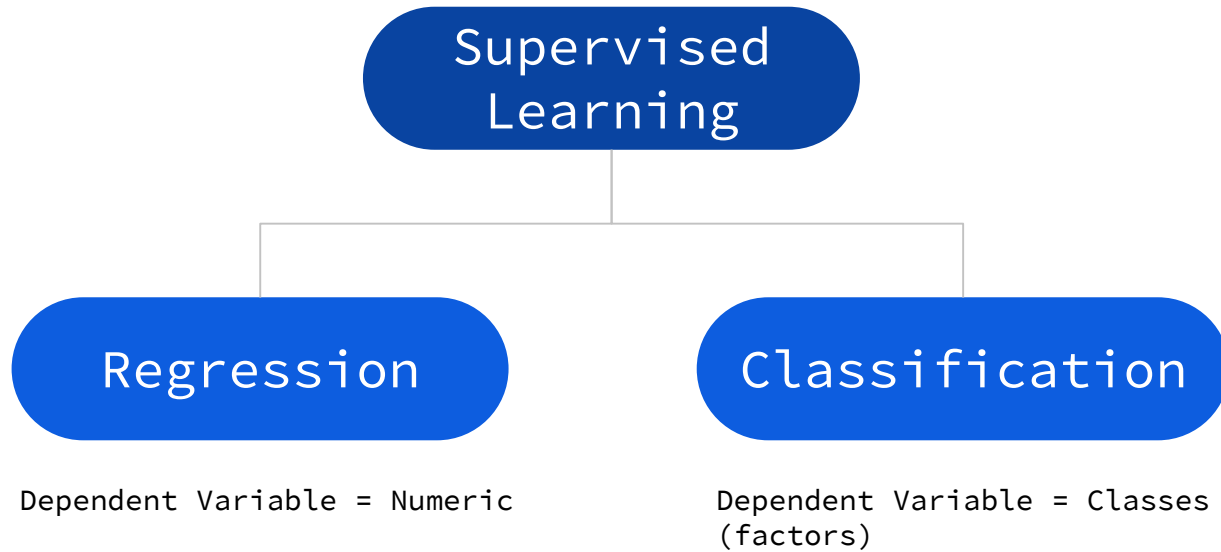 Supervised
Learning
Regression
Classification
Dependent Variable = Numeric
Dependent Variable = Classes
(factors)